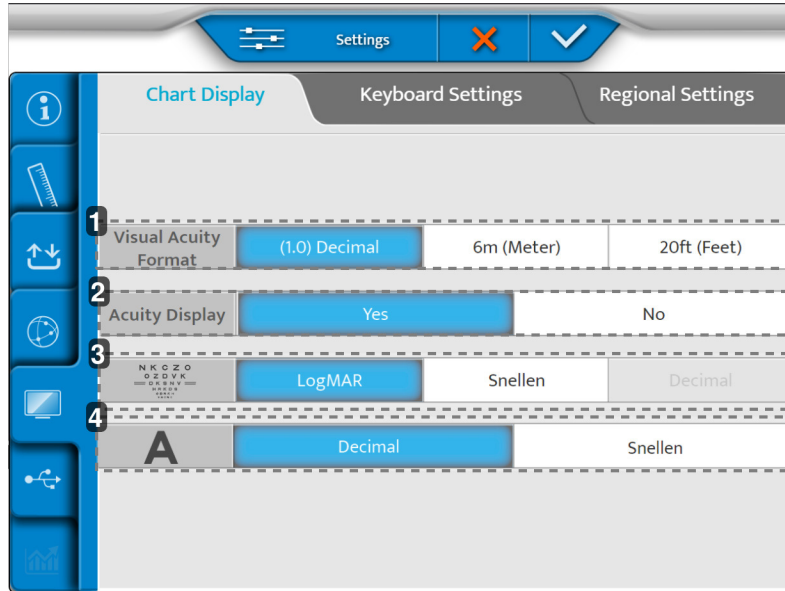 Settings
Chart Display Keyboard Settings Regional Settings
1
Visual Acuity Format (1.0) Decimal 6m (Meter) 20ft (Feet)
2
Acuity Display Yes No
3
N K C Z O
O Z D V K
LogMAR Snellen Decimal
4
A Decimal Snellen